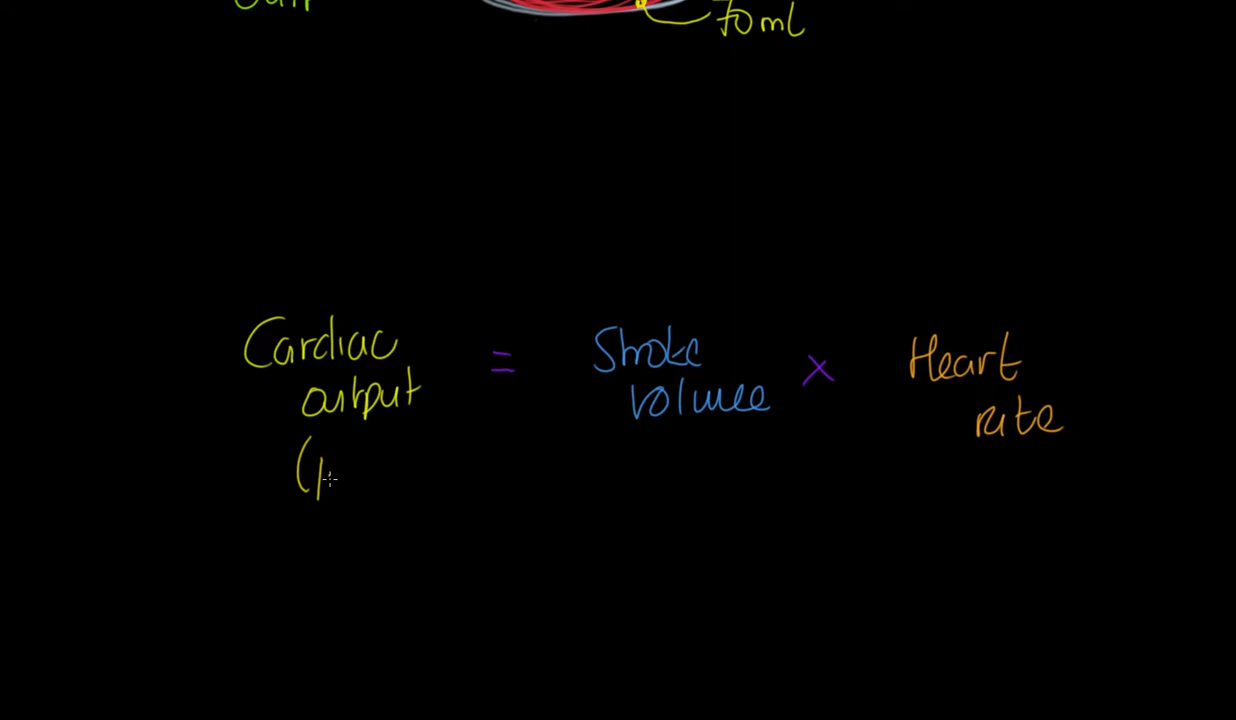 70ml
Cardiac = Stroke × Heart
output volume rate
(